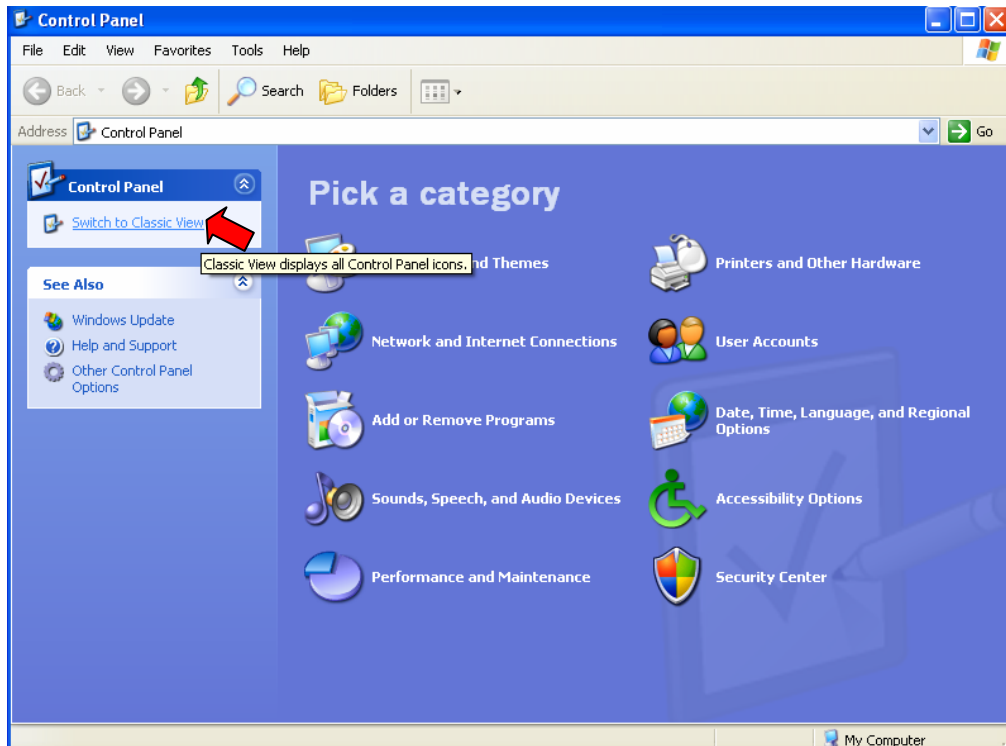 Control Panel
File Edit View Favorites Tools Help
Back Search Folders
Address Control Panel Go
Control Panel
Switch to Classic View
Classic View displays all Control Panel icons.
See Also
Windows Update
Help and Support
Other Control Panel
Options
Pick a category
nd Themes
Printers and Other Hardware
Network and Internet Connections
User Accounts
Add or Remove Programs
Date, Time, Language, and Regional
Options
Sounds, Speech, and Audio Devices
Accessibility Options
Performance and Maintenance
Security Center
My Computer